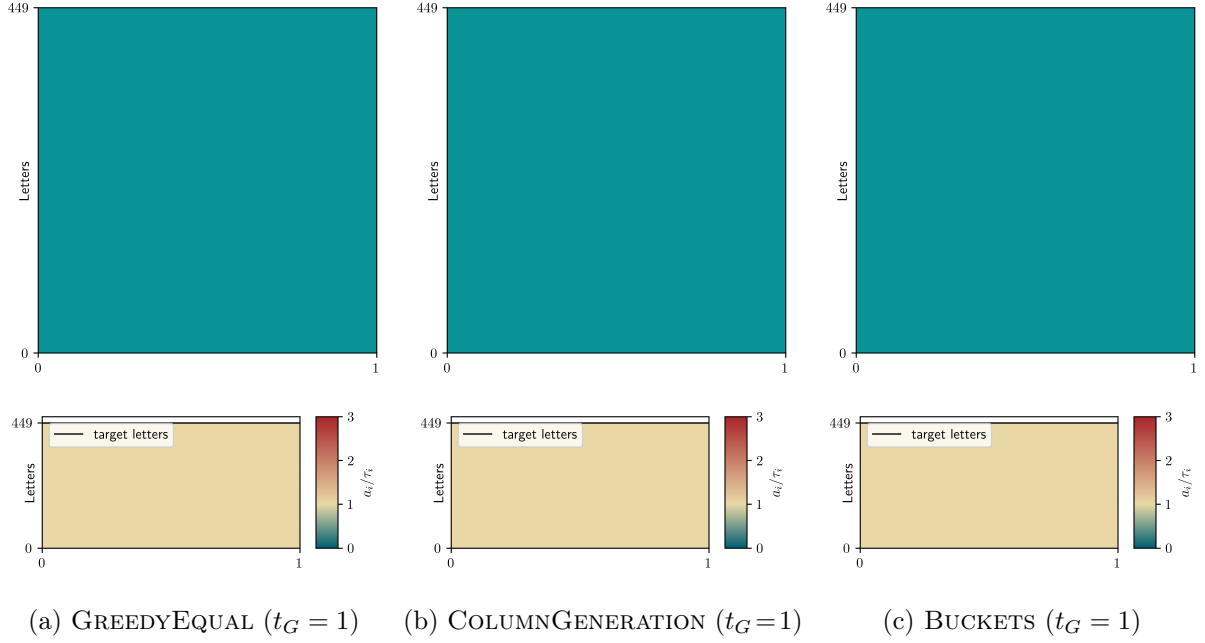 449 449 449
Letters Letters Letters
0 0 0
0 1 0 1 0 1
449 target letters 3 449 target letters 3 449 target letters 3
2 2 2
Letters a_i/τ_i Letters a_i/τ_i Letters a_i/τ_i
1 1 1
0 0 0 0 0 0
0 1 0 1 0 1
(a) GREEDYEQUAL (t_G = 1) (b) COLUMNGENERATION (t_G = 1) (c) BUCKETS (t_G = 1)